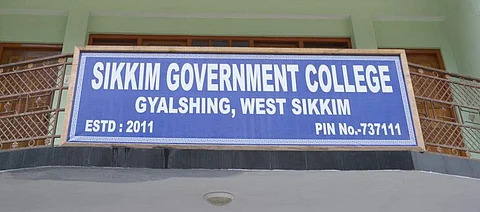 SIKKIM GOVERNMENT COLLEGE
GYALSHING, WEST SIKKIM
ESTD : 2011 PIN No.-737111